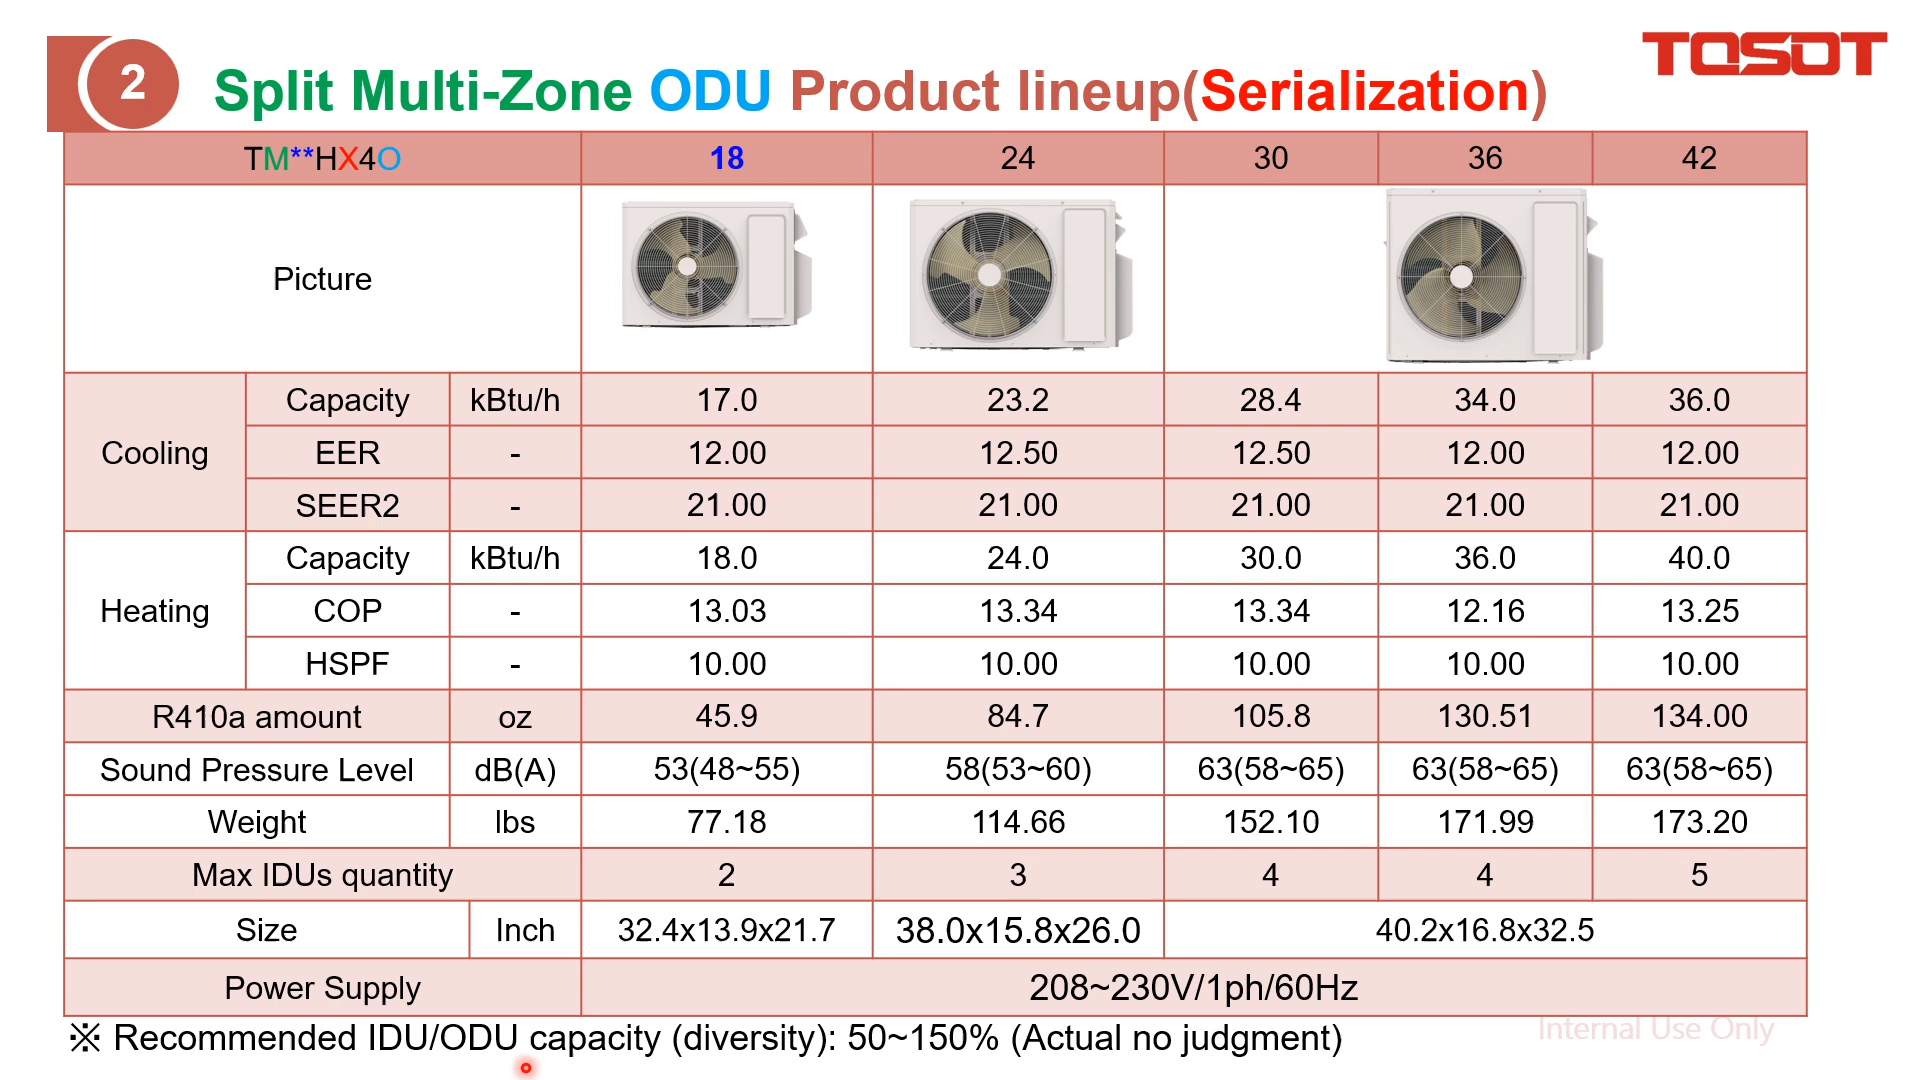 2
Split Multi-Zone ODU Product lineup(Serialization)
TOSOT
TM**HX4O 18 24 30 36 42
Picture
Cooling
Capacity kBtu/h 17.0 23.2 28.4 34.0 36.0
EER - 12.00 12.50 12.50 12.00 12.00
SEER2 - 21.00 21.00 21.00 21.00 21.00
Heating
Capacity kBtu/h 18.0 24.0 30.0 36.0 40.0
COP - 13.03 13.34 13.34 12.16 13.25
HSPF - 10.00 10.00 10.00 10.00 10.00
R410a amount oz 45.9 84.7 105.8 130.51 134.00
Sound Pressure Level dB(A) 53(48~55) 58(53~60) 63(58~65) 63(58~65) 63(58~65)
Weight lbs 77.18 114.66 152.10 171.99 173.20
Max IDUs quantity 2 3 4 4 5
Size Inch 32.4x13.9x21.7 38.0x15.8x26.0 40.2x16.8x32.5
Power Supply 208~230V/1ph/60Hz
※ Recommended IDU/ODU capacity (diversity): 50~150% (Actual no judgment)
Internal Use Only